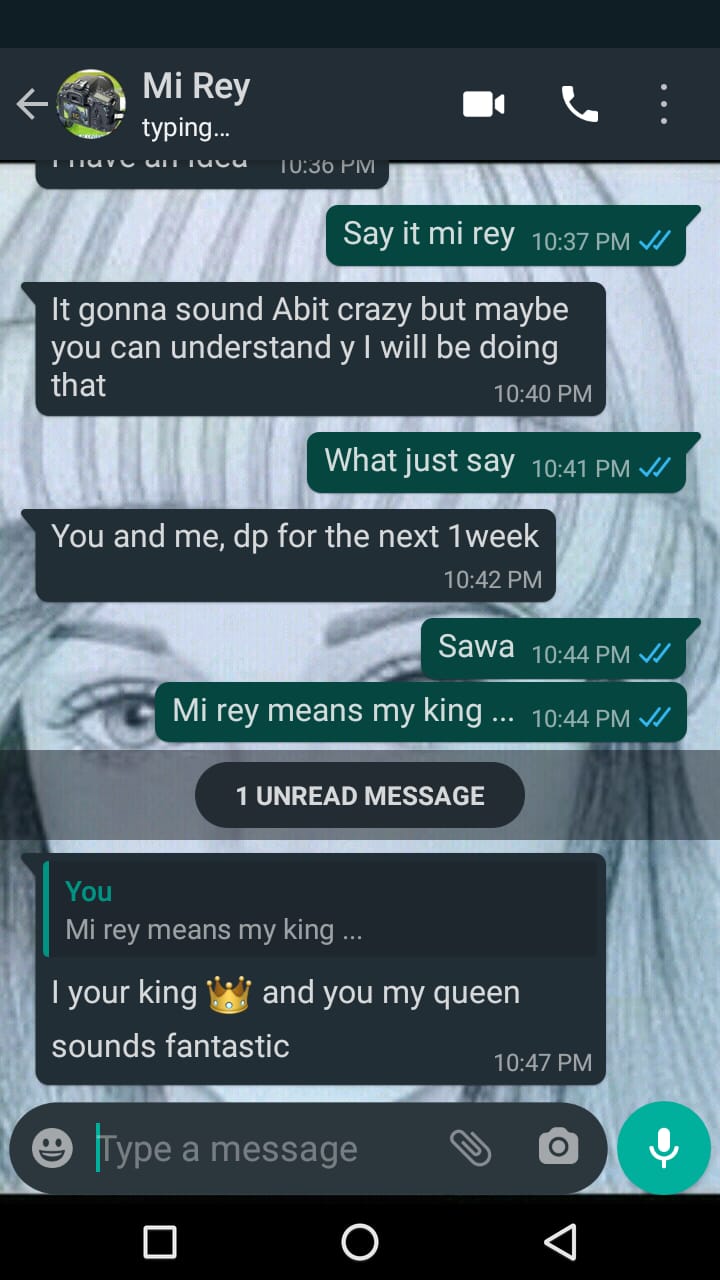 Mi Rey
typing...
I have an idea 10:36 PM
Say it mi rey 10:37 PM
It gonna sound Abit crazy but maybe
you can understand y I will be doing
that 10:40 PM
What just say 10:41 PM
You and me, dp for the next 1week
10:42 PM
Sawa 10:44 PM
Mi rey means my king ... 10:44 PM
1 UNREAD MESSAGE
You
Mi rey means my king ...
I your king 👑 and you my queen
sounds fantastic 10:47 PM
Type a message